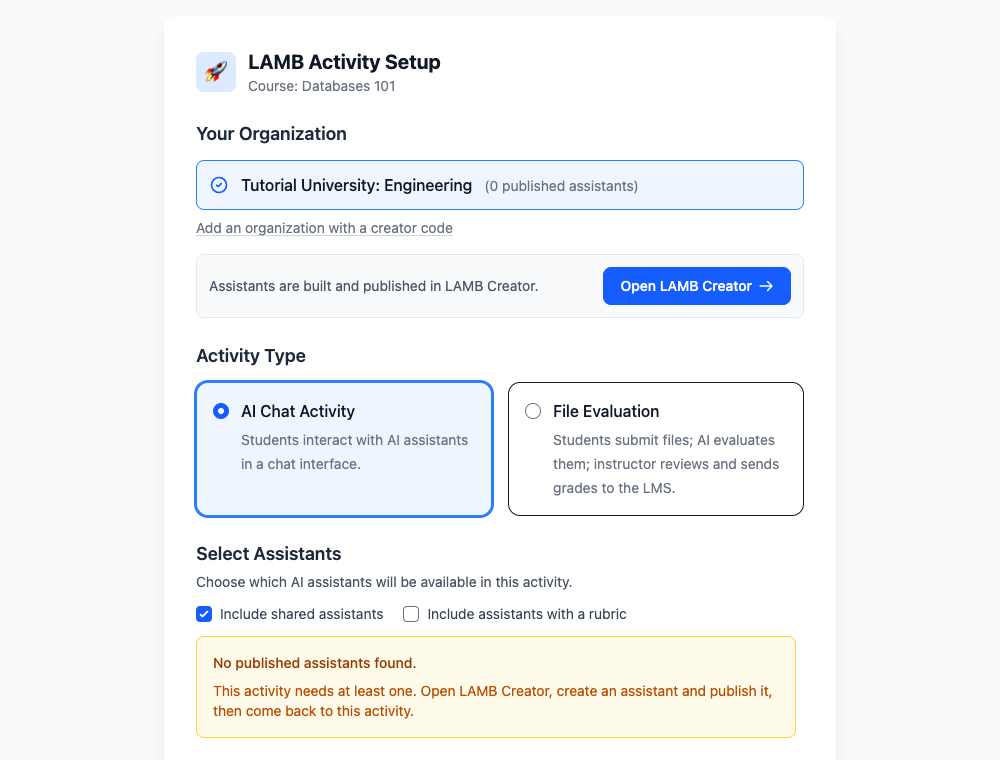 LAMB Activity Setup
Course: Databases 101
Your Organization
Tutorial University: Engineering (0 published assistants)
Add an organization with a creator code
Assistants are built and published in LAMB Creator.
Open LAMB Creator →
Activity Type
AI Chat Activity
Students interact with AI assistants
in a chat interface.
File Evaluation
Students submit files; AI evaluates
them; instructor reviews and sends
grades to the LMS.
Select Assistants
Choose which AI assistants will be available in this activity.
Include shared assistants
Include assistants with a rubric
No published assistants found.
This activity needs at least one. Open LAMB Creator, create an assistant and publish it,
then come back to this activity.